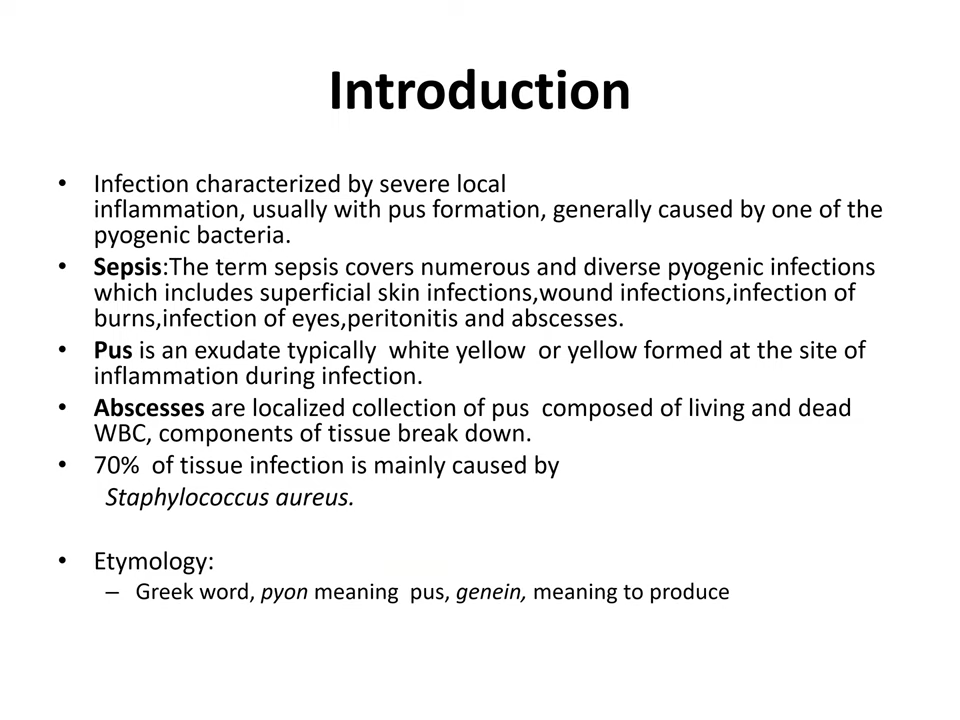 Introduction
• Infection characterized by severe local
inflammation, usually with pus formation, generally caused by one of the
pyogenic bacteria.
• Sepsis:The term sepsis covers numerous and diverse pyogenic infections
which includes superficial skin infections,wound infections,infection of
burns,infection of eyes,peritonitis and abscesses.
• Pus is an exudate typically  white yellow  or yellow formed at the site of
inflammation during infection.
• Abscesses are localized collection of pus  composed of living and dead
WBC, components of tissue break down.
• 70%  of tissue infection is mainly caused by
Staphylococcus aureus.
• Etymology:
– Greek word, pyon meaning  pus, genein, meaning to produce